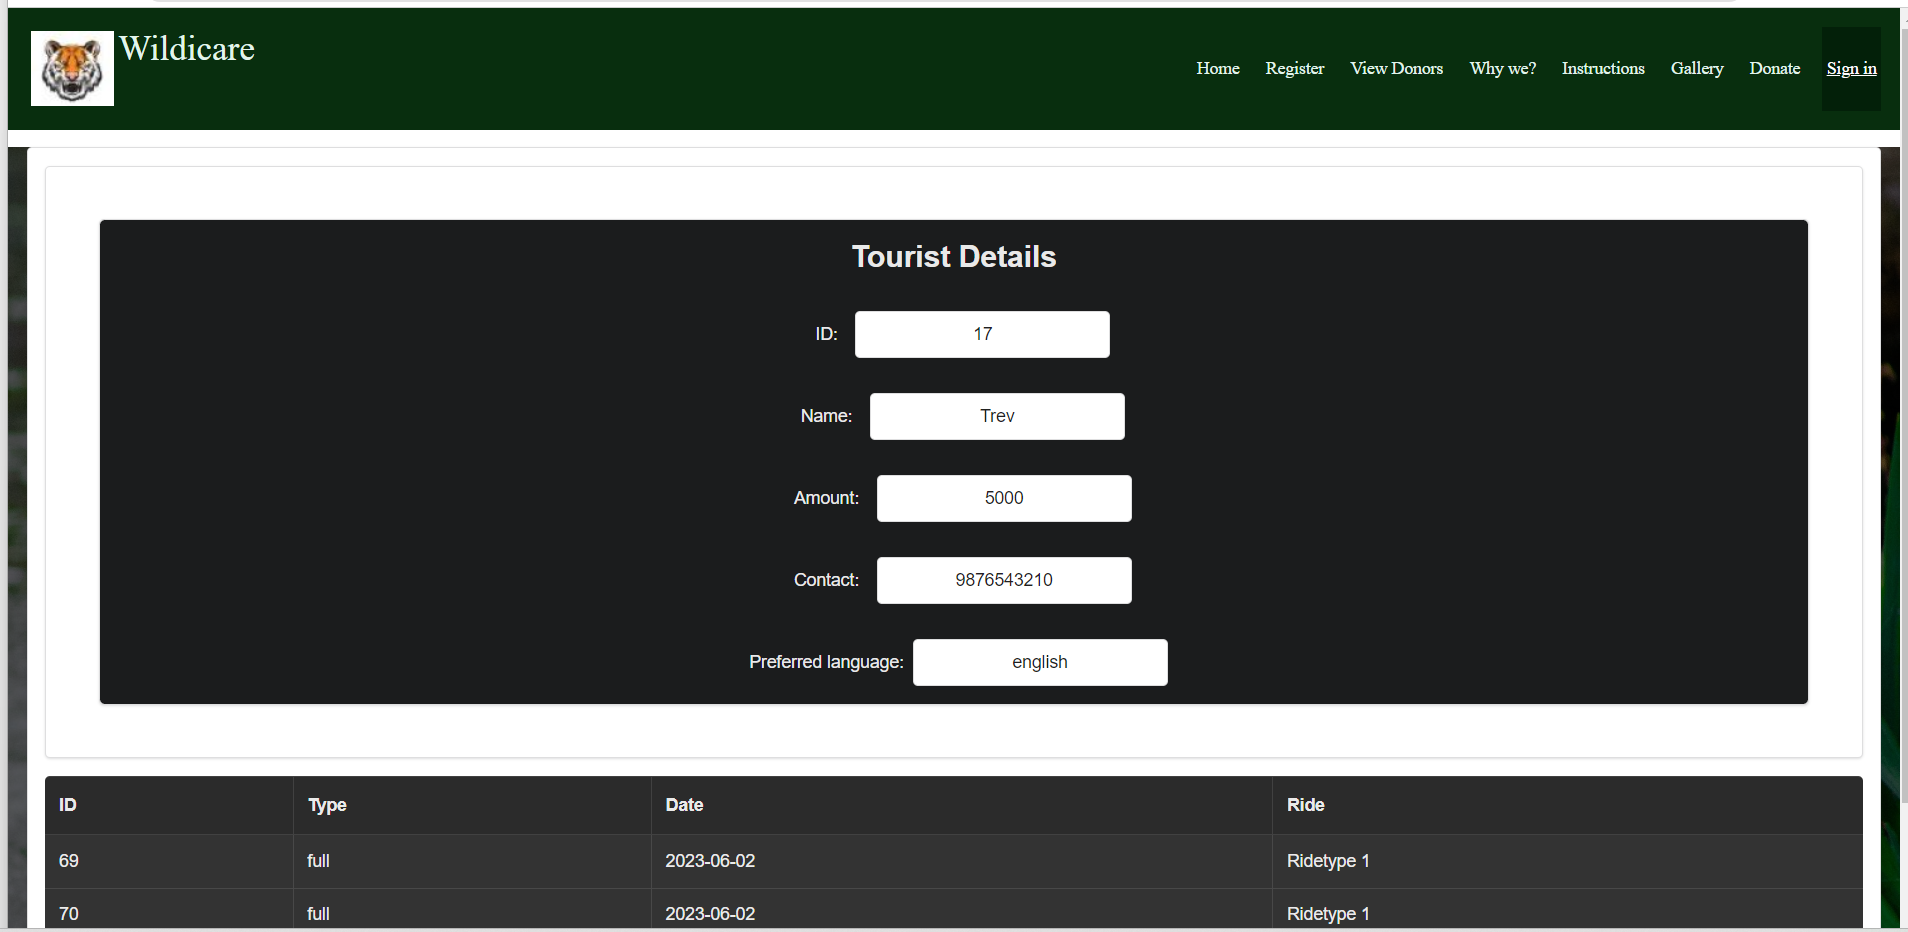 Wildicare
Home Register View Donors Why we? Instructions Gallery Donate Sign in
Tourist Details
ID: 17
Name: Trev
Amount: 5000
Contact: 9876543210
Preferred language: english
ID Type Date Ride
69 full 2023-06-02 Ridetype 1
70 full 2023-06-02 Ridetype 1